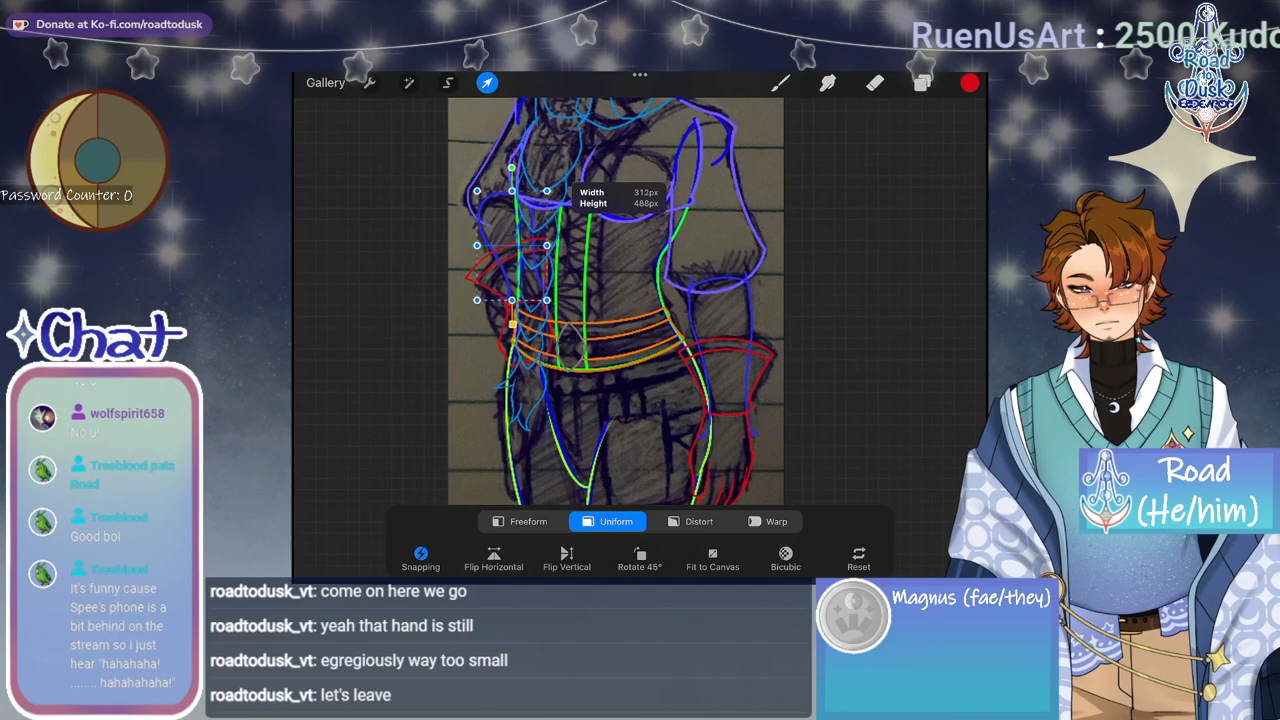 Donate at Ko-fi.com/roadtodusk
RuenUsArt : 2500 Kudo
Road
to
Dusk
Gallery
Password Counter: 0
Width 312px
Height 488px
Chat
wolfspirit658
No u!
Treeblood pats
Road
Treeblood
Good boi
Treeblood
It's funny cause
Spee's phone is a
bit behind on the
stream so I just
hear "hahahaha!
........ hahahahaha!"
Freeform
Uniform
Distort
Warp
Snapping
Flip Horizontal
Flip Vertical
Rotate 45°
Fit to Canvas
Bicubic
Reset
roadtodusk_vt: come on here we go
roadtodusk_vt: yeah that hand is still
roadtodusk_vt: egregiously way too small
roadtodusk_vt: let's leave
Road
(He/him)
Magnus (fae/they)